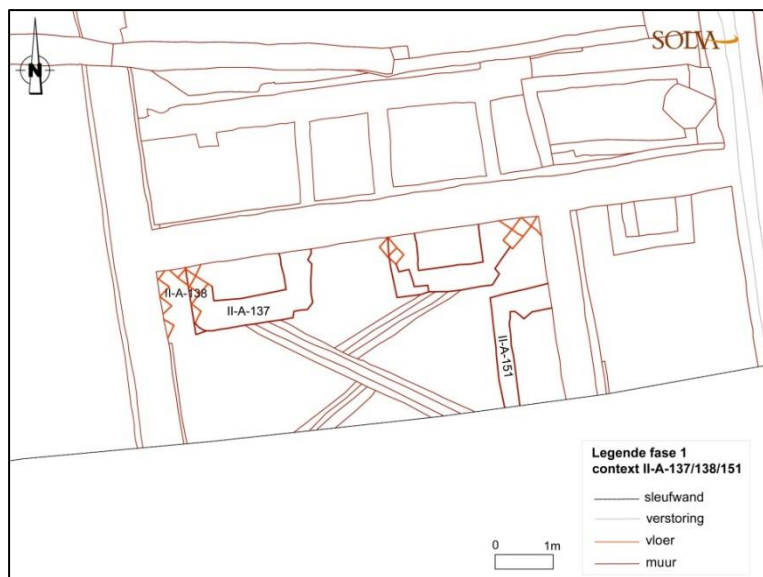 SOLVA
N
II-A-138
II-A-137
II-A-151
Legende fase 1
context II-A-137/138/151
sleufwand
verstoring
vloer
muur
0 1m